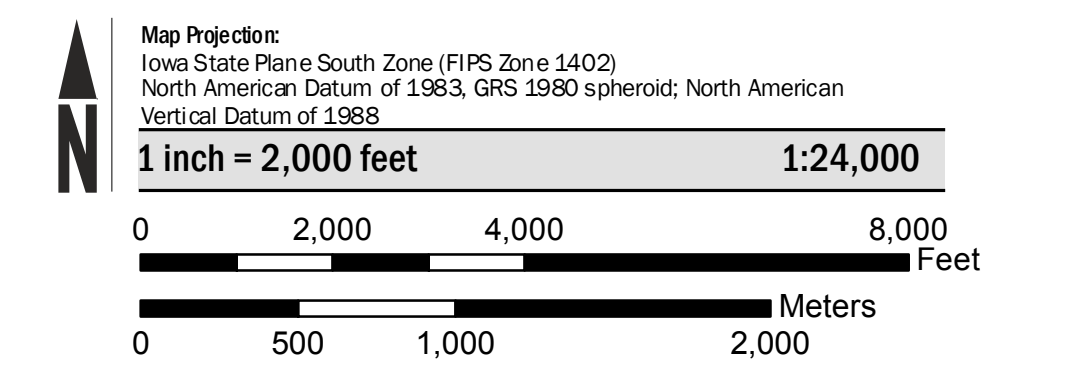 Map Projection:
Iowa State Plane South Zone (FIPS Zone 1402)
North American Datum of 1983, GRS 1980 spheroid; North American
Vertical Datum of 1988
N
1 inch = 2,000 feet 1:24,000
0 2,000 4,000 8,000
Feet
Meters
0 500 1,000 2,000